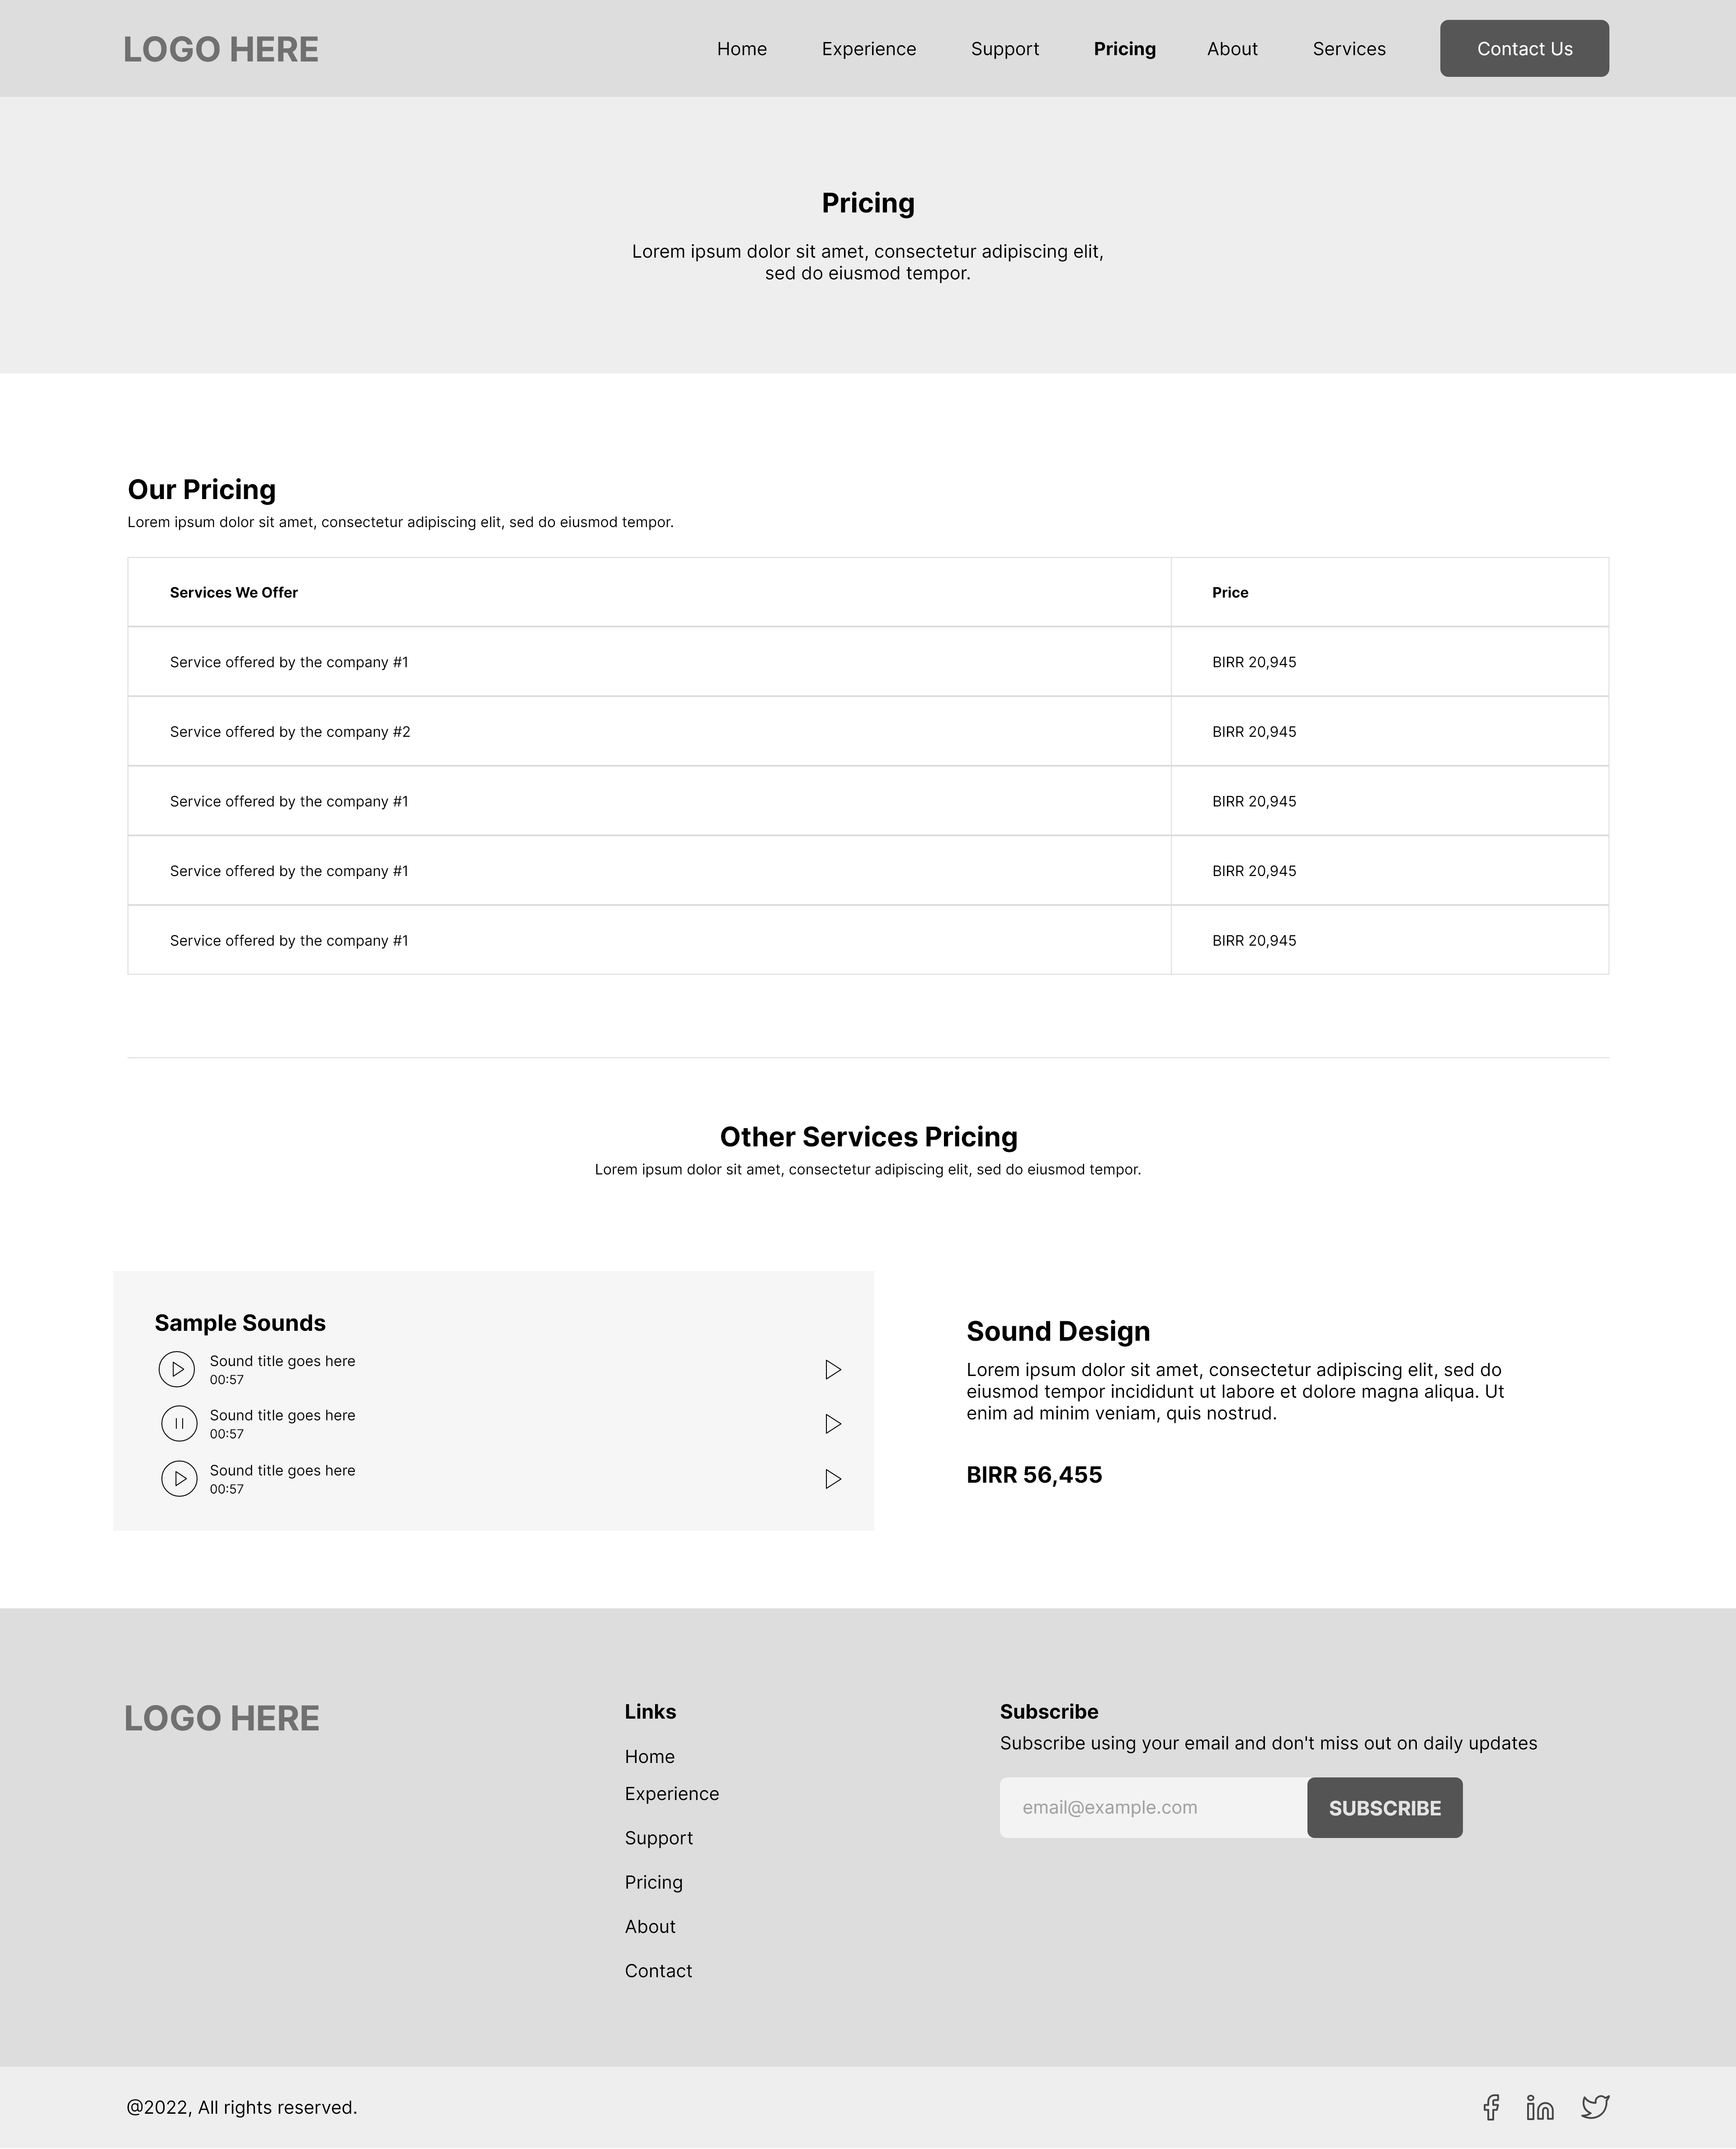 LOGO HERE
Home Experience Support Pricing About Services Contact Us
Pricing
Lorem ipsum dolor sit amet, consectetur adipiscing elit,
sed do eiusmod tempor.
Our Pricing
Lorem ipsum dolor sit amet, consectetur adipiscing elit, sed do eiusmod tempor.
Services We Offer Price
Service offered by the company #1 BIRR 20,945
Service offered by the company #2 BIRR 20,945
Service offered by the company #1 BIRR 20,945
Service offered by the company #1 BIRR 20,945
Service offered by the company #1 BIRR 20,945
Other Services Pricing
Lorem ipsum dolor sit amet, consectetur adipiscing elit, sed do eiusmod tempor.
Sample Sounds
Sound title goes here
00:57
Sound title goes here
00:57
Sound title goes here
00:57
Sound Design
Lorem ipsum dolor sit amet, consectetur adipiscing elit, sed do
eiusmod tempor incididunt ut labore et dolore magna aliqua. Ut
enim ad minim veniam, quis nostrud.
BIRR 56,455
LOGO HERE
Links
Home
Experience
Support
Pricing
About
Contact
Subscribe
Subscribe using your email and don't miss out on daily updates
email@example.com SUBSCRIBE
@2022, All rights reserved.